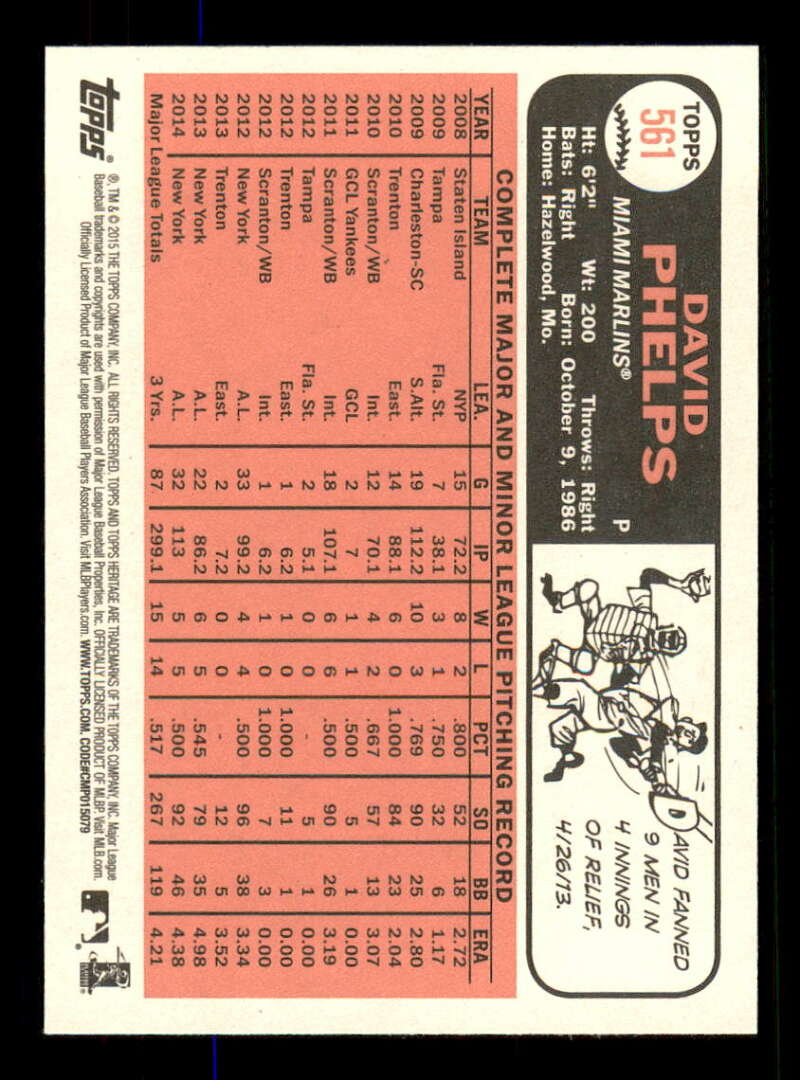 TOPPS
561
DAVID
PHELPS
MIAMI MARLINS® P
Ht: 6'2" Wt: 200 Throws: Right
Bats: Right Born: October 9, 1986
Home: Hazelwood, Mo.
DAVID FANNED
9 MEN IN
4 INNINGS
OF RELIEF,
4/26/13.
COMPLETE MAJOR AND MINOR LEAGUE PITCHING RECORD
YEAR TEAM LEA. G IP W L PCT SO BB ERA
2008 Staten Island NYP 15 72.2 8 2 .800 52 18 2.72
2009 Tampa Fla. St. 7 38.1 3 1 .750 32 6 1.17
2009 Charleston-SC S.Alt. 19 112.2 10 3 .769 90 25 2.80
2010 Trenton East. 14 88.1 6 0 1.000 84 23 2.04
2010 Scranton/WB Int. 12 70.1 4 2 .667 57 13 3.07
2011 GCL Yankees GCL 2 7 1 1 .500 5 1 0.00
2011 Scranton/WB Int. 18 107.1 6 6 .500 90 26 3.19
2012 Tampa Fla. St. 2 5.1 0 0 - 5 1 0.00
2012 Trenton East. 1 6.2 1 0 1.000 11 1 0.00
2012 Scranton/WB Int. 1 6.2 1 0 1.000 7 3 0.00
2012 New York A.L. 33 99.2 4 4 .500 96 38 3.34
2013 Trenton East. 2 7.2 0 0 - 12 5 3.52
2013 New York A.L. 22 86.2 6 5 .545 79 35 4.98
2014 New York A.L. 32 113 5 5 .500 92 46 4.38
Major League Totals 3 Yrs. 87 299.1 15 14 .517 267 119 4.21
topps®
®, TM & © 2015 THE TOPPS COMPANY, INC. ALL RIGHTS RESERVED. TOPPS AND TOPPS HERITAGE ARE TRADEMARKS OF THE TOPPS COMPANY, INC. Major League
Baseball trademarks and copyrights are used with permission of Major League Baseball Properties, Inc. OFFICIALLY LICENSED PRODUCT OF MLBP. Visit MLB.com.
Officially Licensed Product of Major League Baseball Players Association. Visit MLBPlayers.com. WWW.TOPPS.COM. CODE#CMP015079